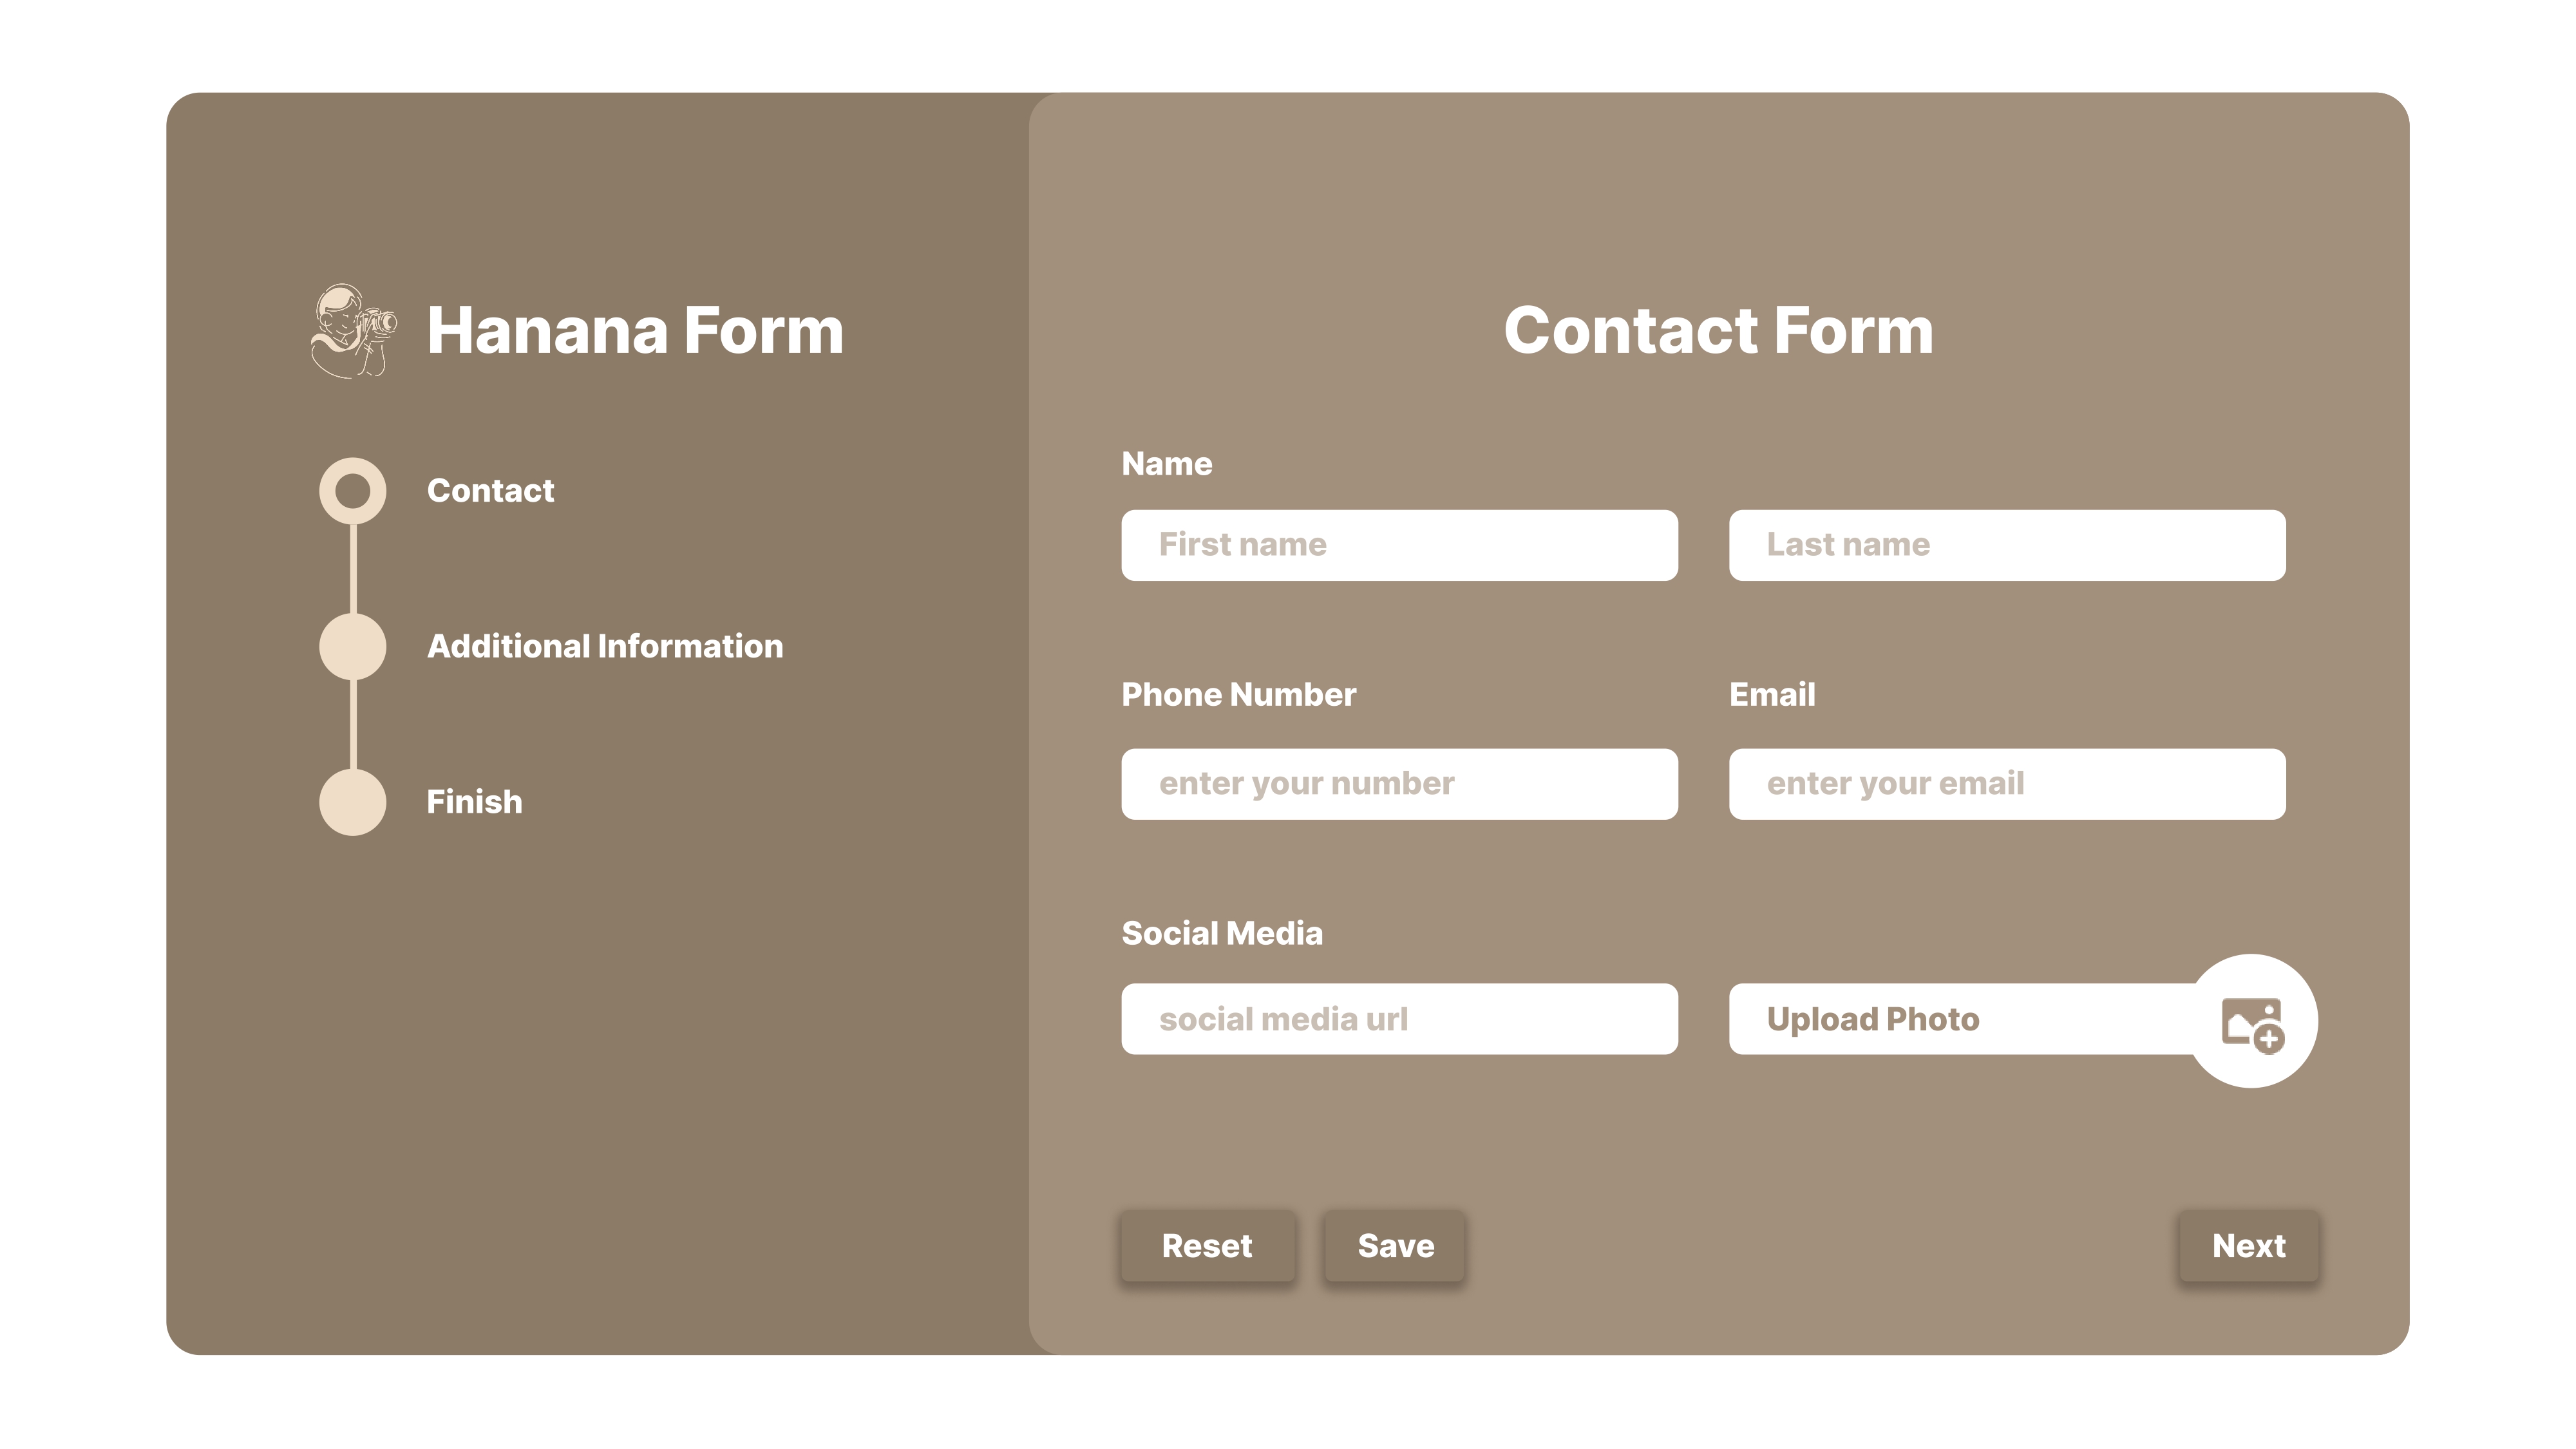 Hanana Form
Contact
Additional Information
Finish
Contact Form
Name
First name
Last name
Phone Number
Email
enter your number
enter your email
Social Media
social media url
Upload Photo
Reset
Save
Next